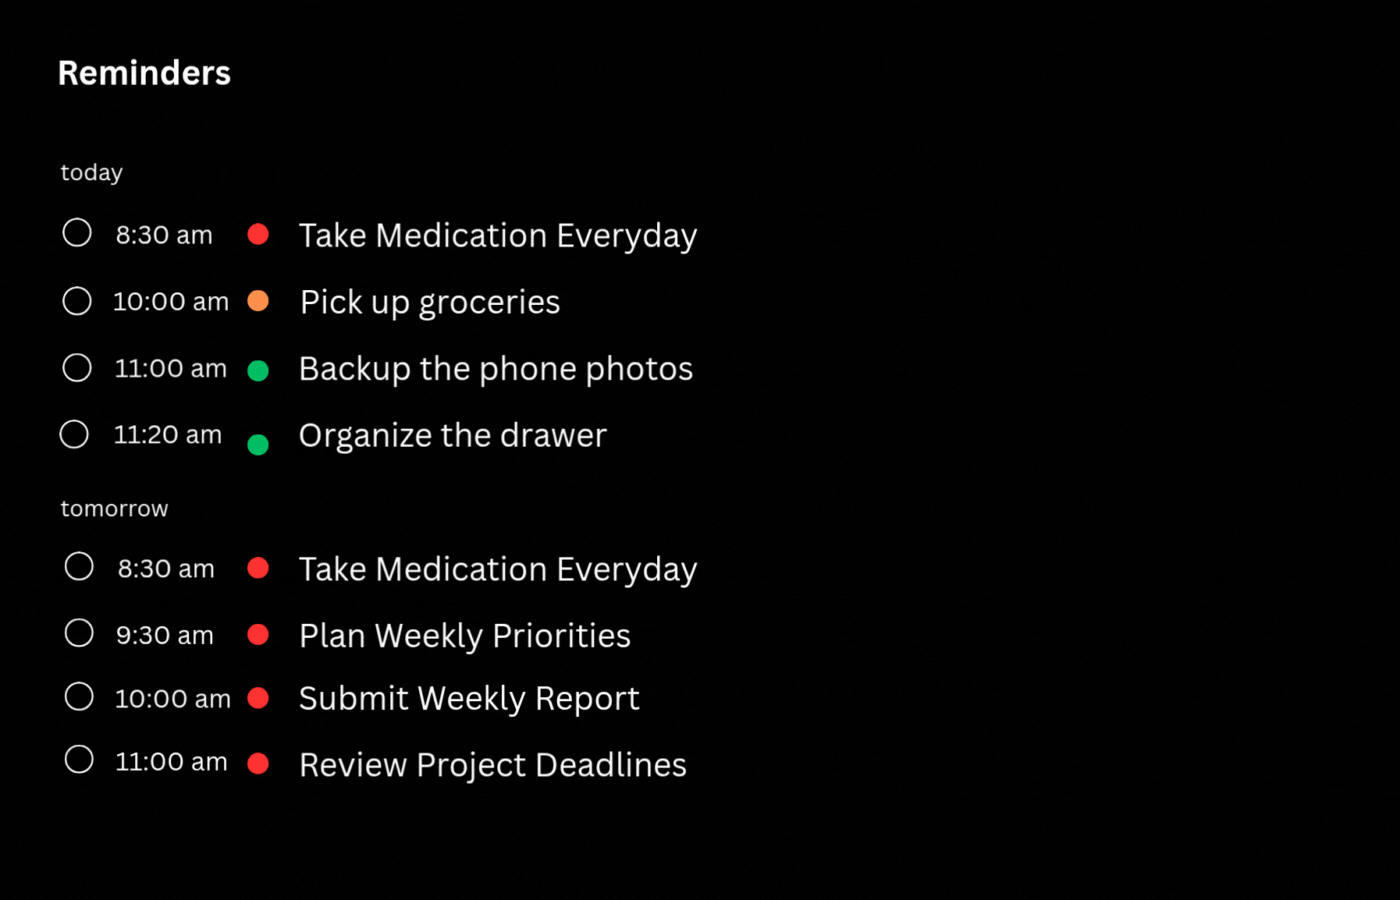 Reminders
today
8:30 am Take Medication Everyday
10:00 am Pick up groceries
11:00 am Backup the phone photos
11:20 am Organize the drawer
tomorrow
8:30 am Take Medication Everyday
9:30 am Plan Weekly Priorities
10:00 am Submit Weekly Report
11:00 am Review Project Deadlines